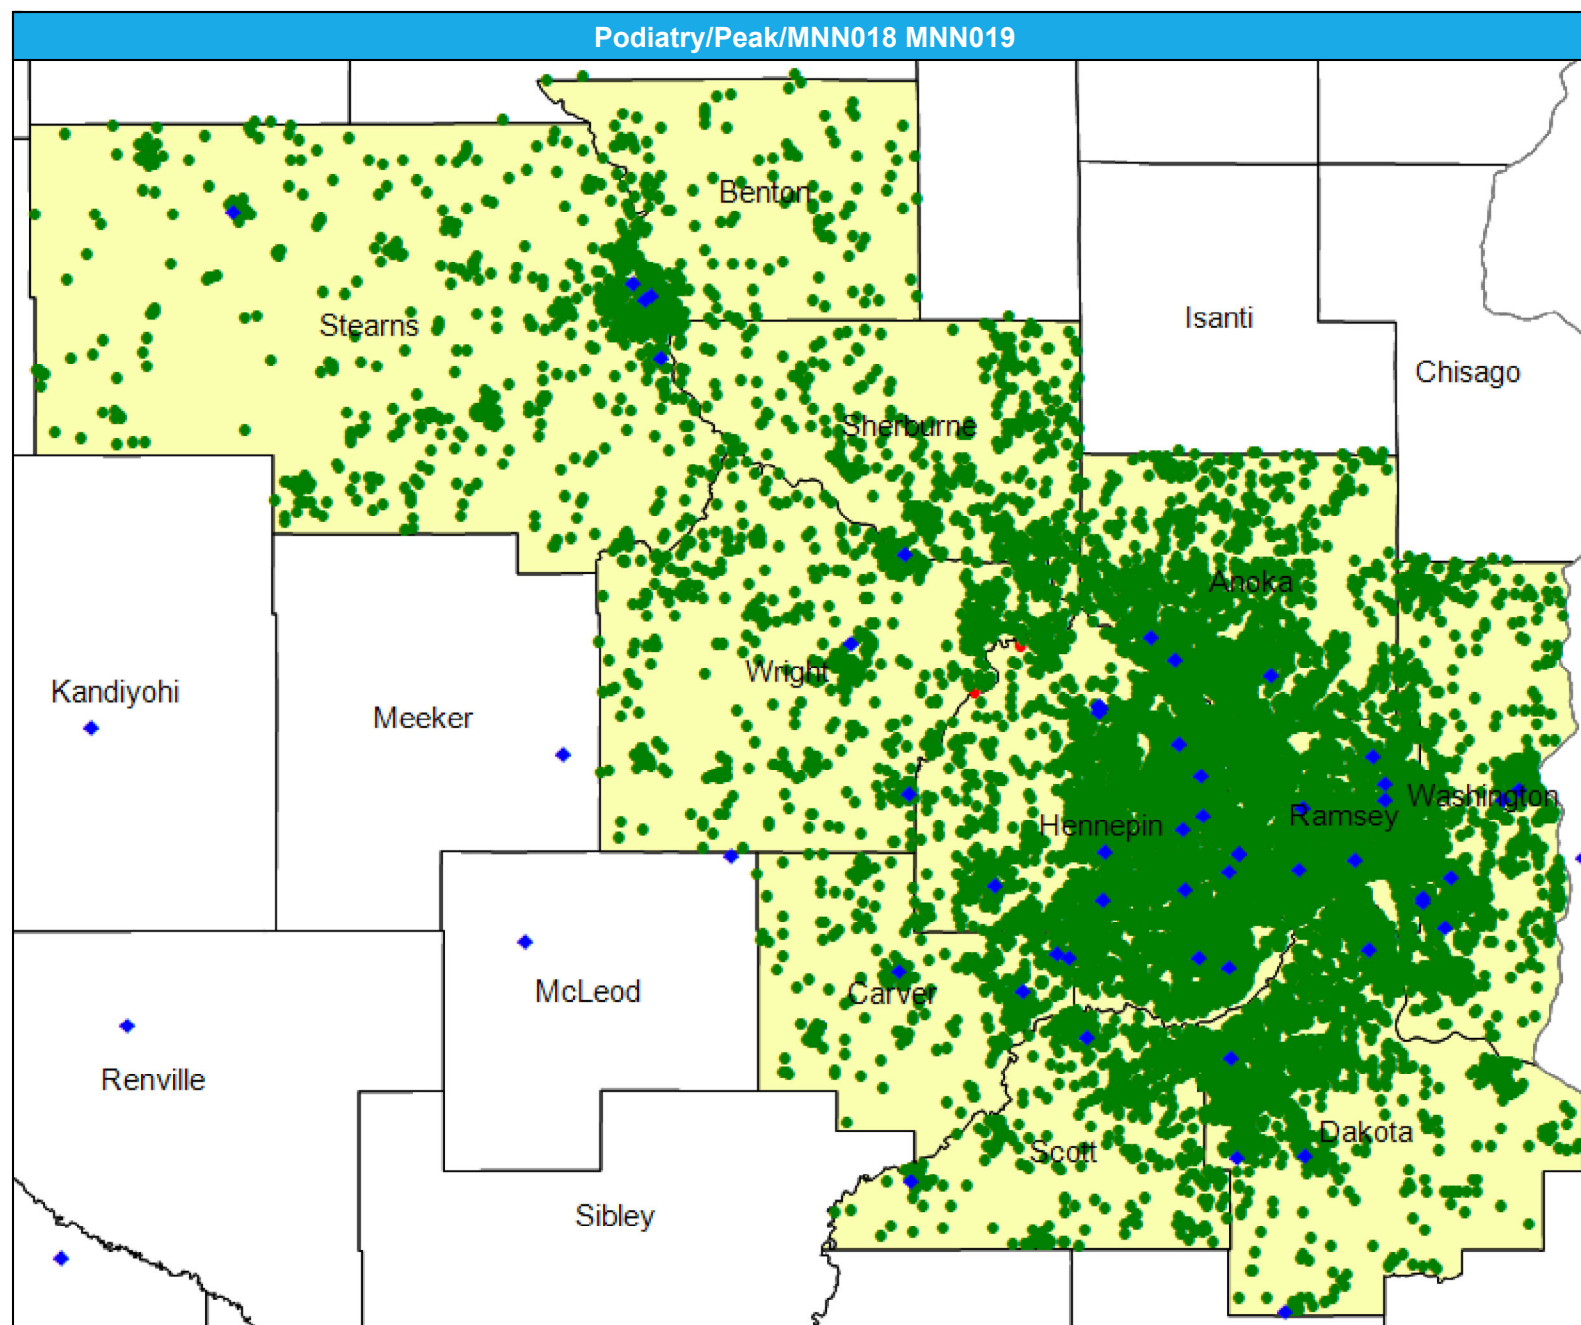 Podiatry/Peak/MNN018 MNN019
Benton
Stearns
Isanti
Chisago
Sherburne
Anoka
Wright
Kandiyohi
Meeker
Washington
Ramsey
Hennepin
McLeod
Carver
Renville
Dakota
Scott
Sibley